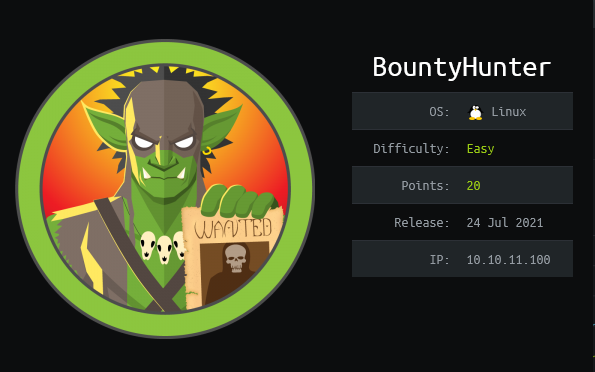 BountyHunter
OS: Linux
Difficulty: Easy
Points: 20
Release: 24 Jul 2021
IP: 10.10.11.100
WANTED